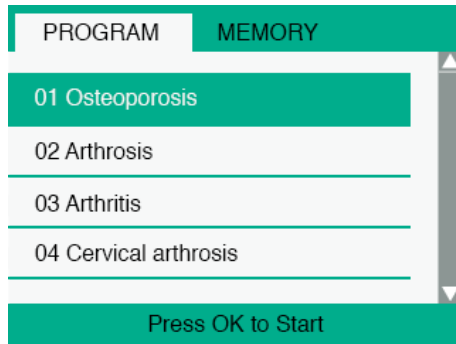 PROGRAM MEMORY
01 Osteoporosis
02 Arthrosis
03 Arthritis
04 Cervical arthrosis
Press OK to Start